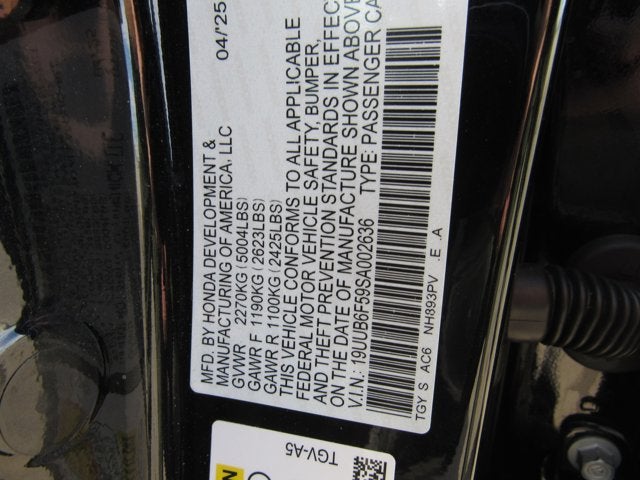 MFD. BY HONDA DEVELOPMENT & 04/'25
MANUFACTURING OF AMERICA, LLC
GVWR 2270KG (5004LBS)
GAWR F 1190KG (2623LBS)
GAWR R 1100KG (2425LBS)
THIS VEHICLE CONFORMS TO ALL APPLICABLE
FEDERAL MOTOR VEHICLE SAFETY, BUMPER,
AND THEFT PREVENTION STANDARDS IN EFFEC
ON THE DATE OF MANUFACTURE SHOWN ABOVE
V.I.N.: 19UUB6F59SA002636 TYPE: PASSENGER CA
TGY S AC6 NH893PV E A
TGV-A5